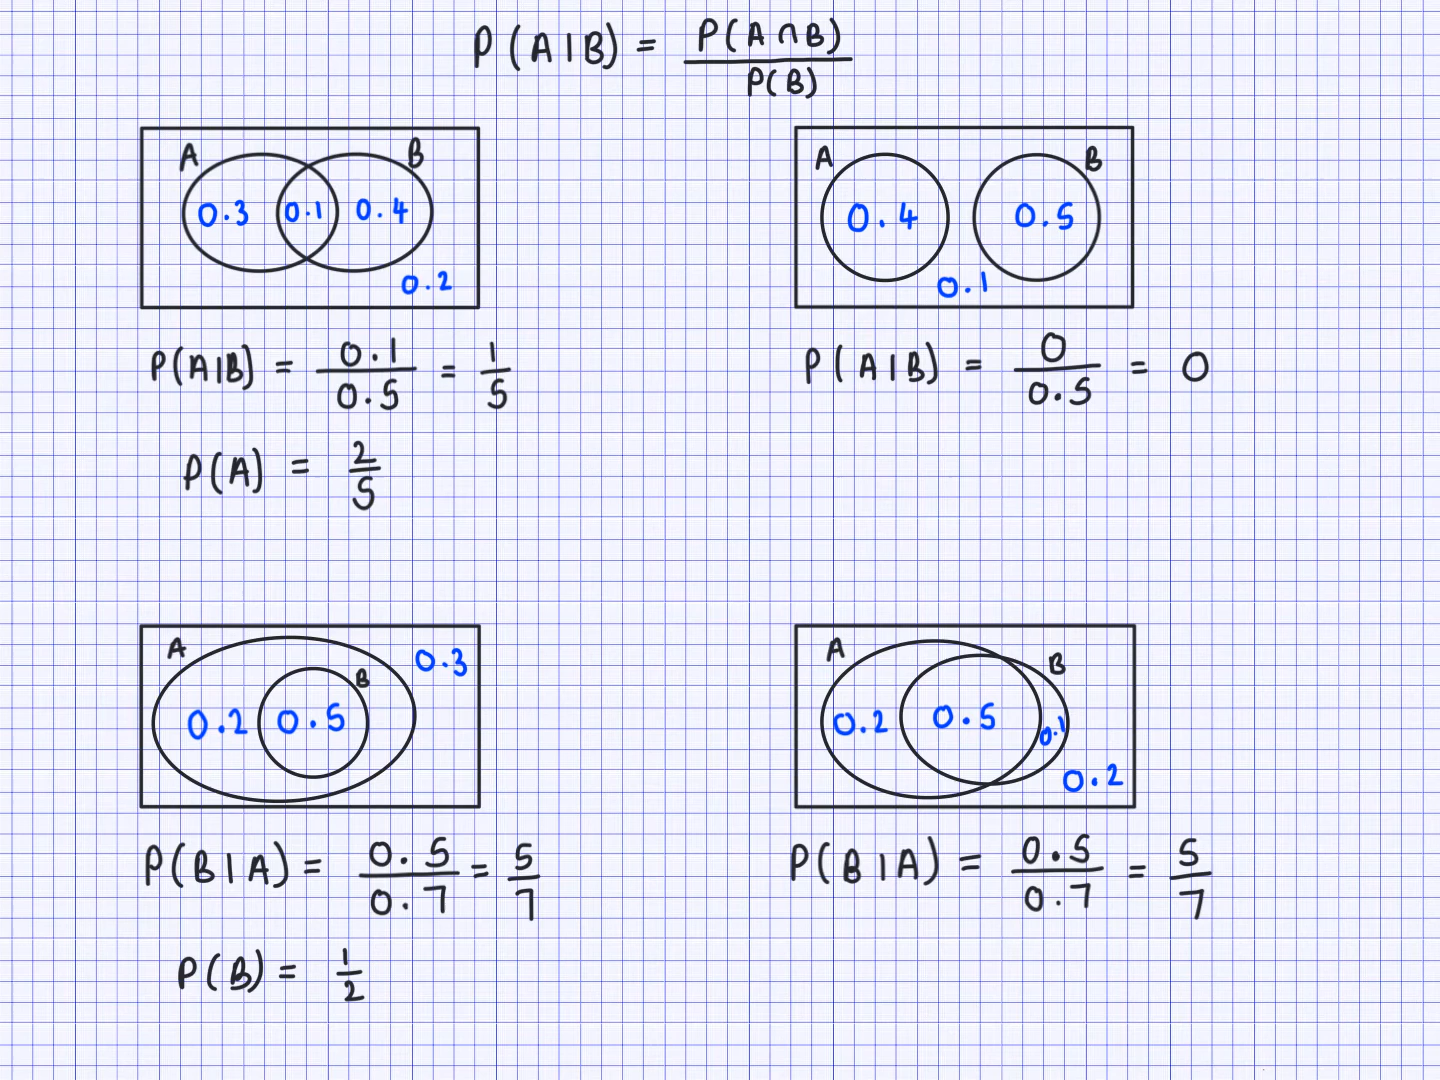 P(A|B) = P(A∩B) / P(B)
A B
0.3 0.1 0.4
0.2
P(A|B) = 0.1 / 0.5 = 1 / 5
P(A) = 2 / 5
A B
0.4 0.5
0.1
P(A|B) = 0 / 0.5 = 0
A B 0.3
0.2 0.5
P(B|A) = 0.5 / 0.7 = 5 / 7
P(B) = 1 / 2
A B
0.2 0.5 0.1
0.2
P(B|A) = 0.5 / 0.7 = 5 / 7